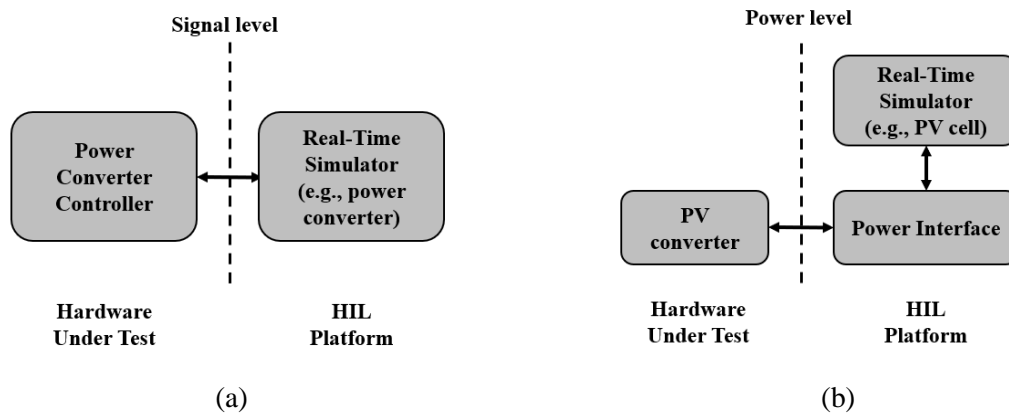 Signal level
Power
Converter
Controller
Real-Time
Simulator
(e.g., power
converter)
Hardware
Under Test
HIL
Platform
(a)
Power level
Real-Time
Simulator
(e.g., PV cell)
PV
converter
Power Interface
Hardware
Under Test
HIL
Platform
(b)